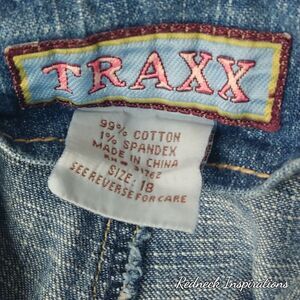 TRAXX
99% COTTON
1% SPANDEX
MADE IN CHINA
SIZE: 18
SEE REVERSE FOR CARE
Redneck Inspirations